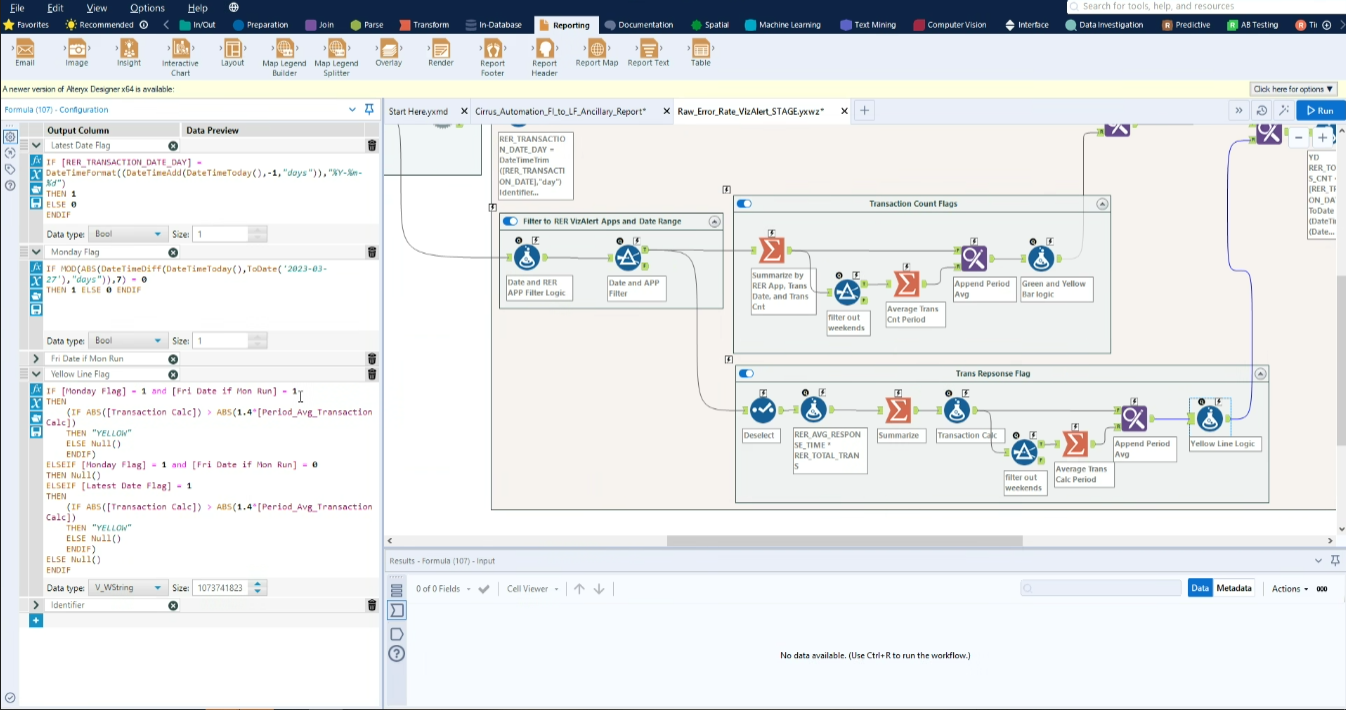 File Edit View Options Help
Search for tools, help, and resources
Favorites Recommended In/Out Preparation Join Parse Transform In-Database Reporting Documentation Spatial Machine Learning Text Mining Computer Vision Interface Data Investigation Predictive AB Testing
Email Image Insight Interactive Chart Layout Map Legend Builder Map Legend Splitter Overlay Render Report Footer Report Header Report Map Report Text Table
A newer version of Alteryx Designer x64 is available:
Click here for options ▼
Formula (107) - Configuration
Start Here.yxmd Cirrus_Automation_FI_to_LF_Ancillary_Report* Raw_Error_Rate_VizAlert_STAGE.yxwz*
Run
Output Column Data Preview
Latest Date Flag
IF [RER_TRANSACTION_DATE_DAY] =
DateTimeFormat((DateTimeAdd(DateTimeToday(),-1,"days")),"%Y-%m-
%d")
THEN 1
ELSE 0
ENDIF
Data type: Bool Size: 1
Monday Flag
IF MOD(ABS(DateTimeDiff(DateTimeToday(),ToDate('2023-03-
27'),"days")),7) = 0
THEN 1 ELSE 0 ENDIF
Data type: Bool Size: 1
Fri Date if Mon Run
Yellow Line Flag
IF [Monday Flag] = 1 and [Fri Date if Mon Run] = 1
THEN
(IF ABS([Transaction Calc]) > ABS(1.4*[Period_Avg_Transaction
Calc])
THEN "YELLOW"
ELSE Null()
ENDIF)
ELSEIF [Monday Flag] = 1 and [Fri Date if Mon Run] = 0
THEN Null()
ELSEIF [Latest Date Flag] = 1
THEN
(IF ABS([Transaction Calc]) > ABS(1.4*[Period_Avg_Transaction
Calc])
THEN "YELLOW"
ELSE Null()
ENDIF)
ELSE Null()
ENDIF
Data type: V_WString Size: 1073741823
Identifier
RER_TRANSACTIO
N_DATE_DAY =
DateTimeTrim
([RER_TRANSACTI
ON_DATE],"day")
Identifier...
Filter to RER VizAlert Apps and Date Range
Date and RER
APP Filter Logic
Date and APP
Filter
Transaction Count Flags
Summarize by
RER App, Trans
Date, and Trans
Cnt
filter out
weekends
Average Trans
Cnt Period
Append Period
Avg
Green and Yellow
Bar logic
YD
RER_TO
S_CNT -
([RER_TF
ON_DA
ToDate
(DateTi
(Date...
Trans Repsonse Flag
Deselect
RER_AVG_RESPON
SE_TIME *
RER_TOTAL_TRAN
S
Summarize
Transaction Calc
filter out
weekends
Average Trans
Calc Period
Append Period
Avg
Yellow Line Logic
Results - Formula (107) - Input
0 of 0 Fields Cell Viewer Data Metadata Actions
No data available. (Use Ctrl+R to run the workflow.)